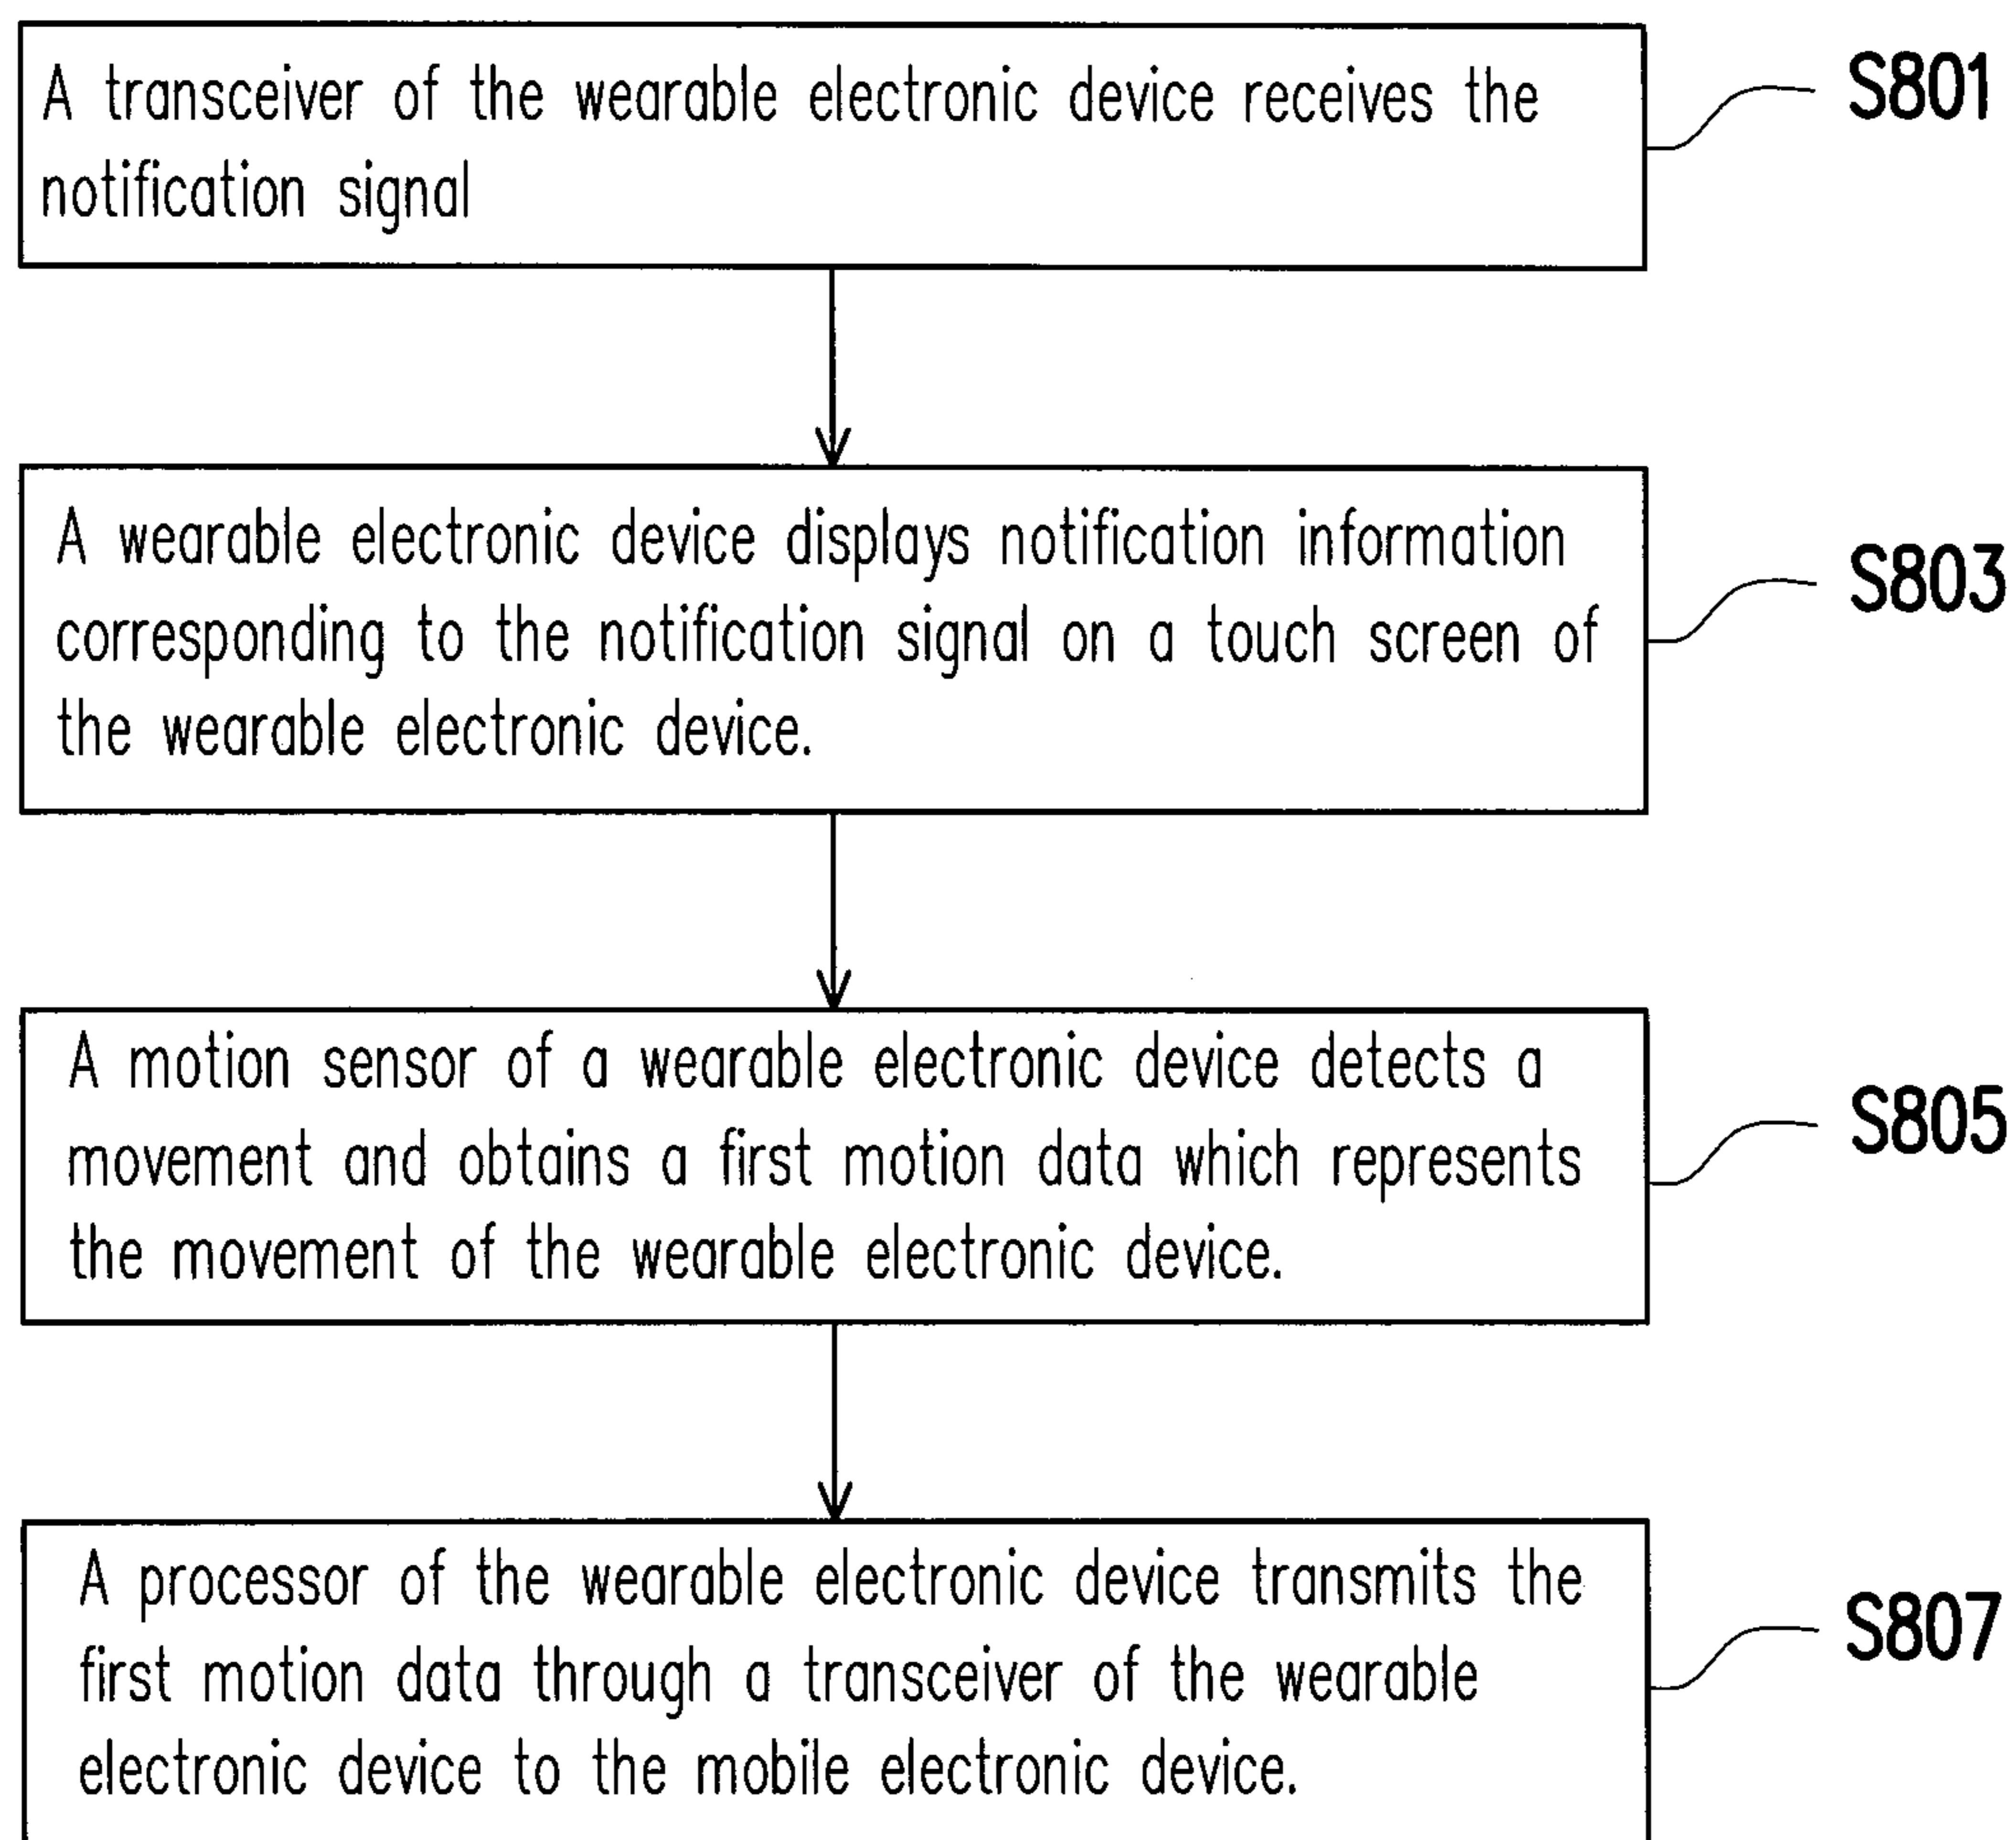 A transceiver of the wearable electronic device receives the
notification signal
S801
A wearable electronic device displays notification information
corresponding to the notification signal on a touch screen of
the wearable electronic device.
S803
A motion sensor of a wearable electronic device detects a
movement and obtains a first motion data which represents
the movement of the wearable electronic device.
S805
A processor of the wearable electronic device transmits the
first motion data through a transceiver of the wearable
electronic device to the mobile electronic device.
S807